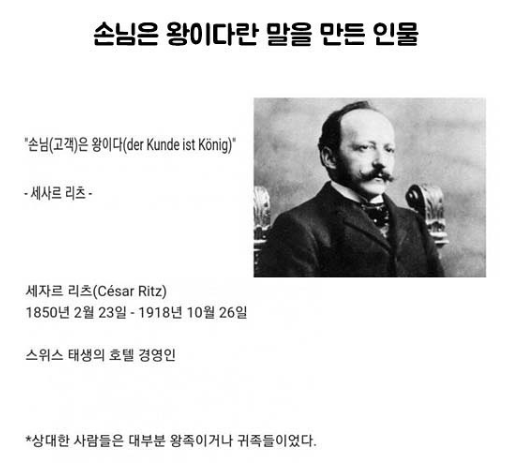 손님은 왕이다란 말을 만든 인물
"손님(고객)은 왕이다(der Kunde ist König)"
- 세사르 리츠 -
세자르 리츠(César Ritz)
1850년 2월 23일 - 1918년 10월 26일
스위스 태생의 호텔 경영인
*상대한 사람들은 대부분 왕족이거나 귀족들이었다.